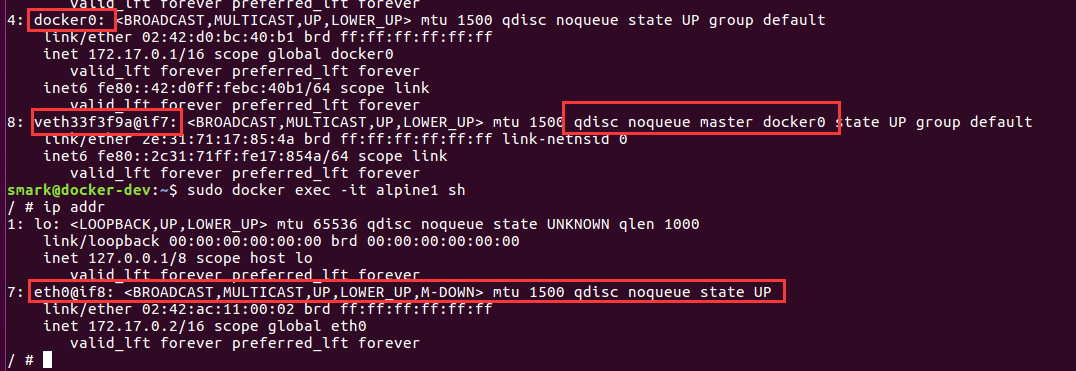 valid_lft forever preferred_lft forever
4: docker0: <BROADCAST,MULTICAST,UP,LOWER_UP> mtu 1500 qdisc noqueue state UP group default
link/ether 02:42:d0:bc:40:b1 brd ff:ff:ff:ff:ff:ff
inet 172.17.0.1/16 scope global docker0
valid_lft forever preferred_lft forever
inet6 fe80::42:d0ff:febc:40b1/64 scope link
valid_lft forever preferred_lft forever
8: veth33f3f9a@if7: <BROADCAST,MULTICAST,UP,LOWER_UP> mtu 1500 qdisc noqueue master docker0 state UP group default
link/ether 2e:31:71:17:85:4a brd ff:ff:ff:ff:ff:ff link-netnsid 0
inet6 fe80::2c31:71ff:fe17:854a/64 scope link
valid_lft forever preferred_lft forever
smark@docker-dev:~$ sudo docker exec -it alpine1 sh
/ # ip addr
1: lo: <LOOPBACK,UP,LOWER_UP> mtu 65536 qdisc noqueue state UNKNOWN qlen 1000
link/loopback 00:00:00:00:00:00 brd 00:00:00:00:00:00
inet 127.0.0.1/8 scope host lo
valid_lft forever preferred_lft forever
7: eth0@if8: <BROADCAST,MULTICAST,UP,LOWER_UP,M-DOWN> mtu 1500 qdisc noqueue state UP
link/ether 02:42:ac:11:00:02 brd ff:ff:ff:ff:ff:ff
inet 172.17.0.2/16 scope global eth0
valid_lft forever preferred_lft forever
/ #